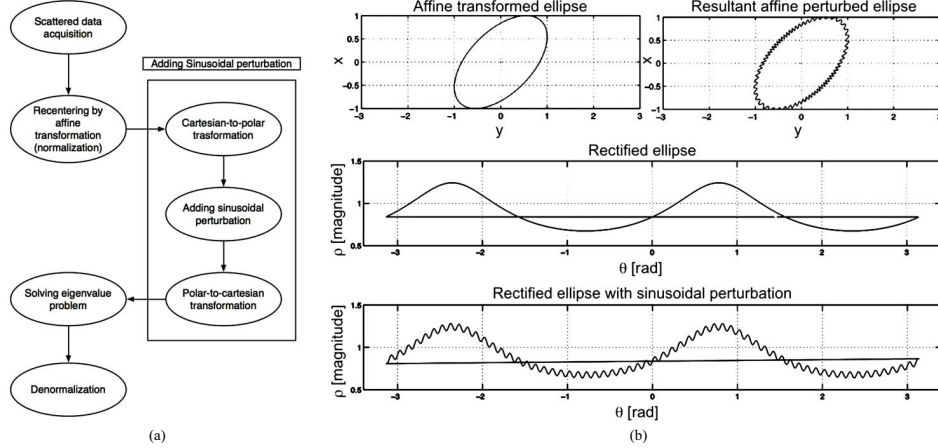 Scattered data
acquisition
Recentering by
affine
transformation
(normalization)
Adding Sinusoidal perturbation
Cartesian-to-polar
trasformation
Adding sinusoidal
perturbation
Polar-to-cartesian
transformation
Solving eigenvalue
problem
Denormalization
(a)
Affine transformed ellipse
x
1
0.5
0
−0.5
−1
−3 −2 −1 0 1 2 3
y
Resultant affine perturbed ellipse
x
1
0.5
0
−0.5
−1
−3 −2 −1 0 1 2 3
y
Rectified ellipse
ρ [magnitude]
1.5
1
0.5
−3 −2 −1 0 1 2 3
θ [rad]
Rectified ellipse with sinusoidal perturbation
ρ [magnitude]
1.5
1
0.5
−3 −2 −1 0 1 2 3
θ [rad]
(b)